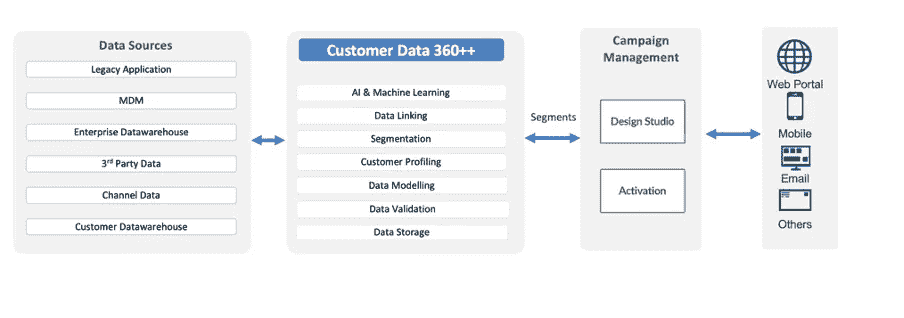 Data Sources
Legacy Application
MDM
Enterprise Datawarehouse
3rd Party Data
Channel Data
Customer Datawarehouse
Customer Data 360++
AI & Machine Learning
Data Linking
Segmentation
Customer Profiling
Data Modelling
Data Validation
Data Storage
Segments
Campaign
Management
Design Studio
Activation
Web Portal
Mobile
Email
Others